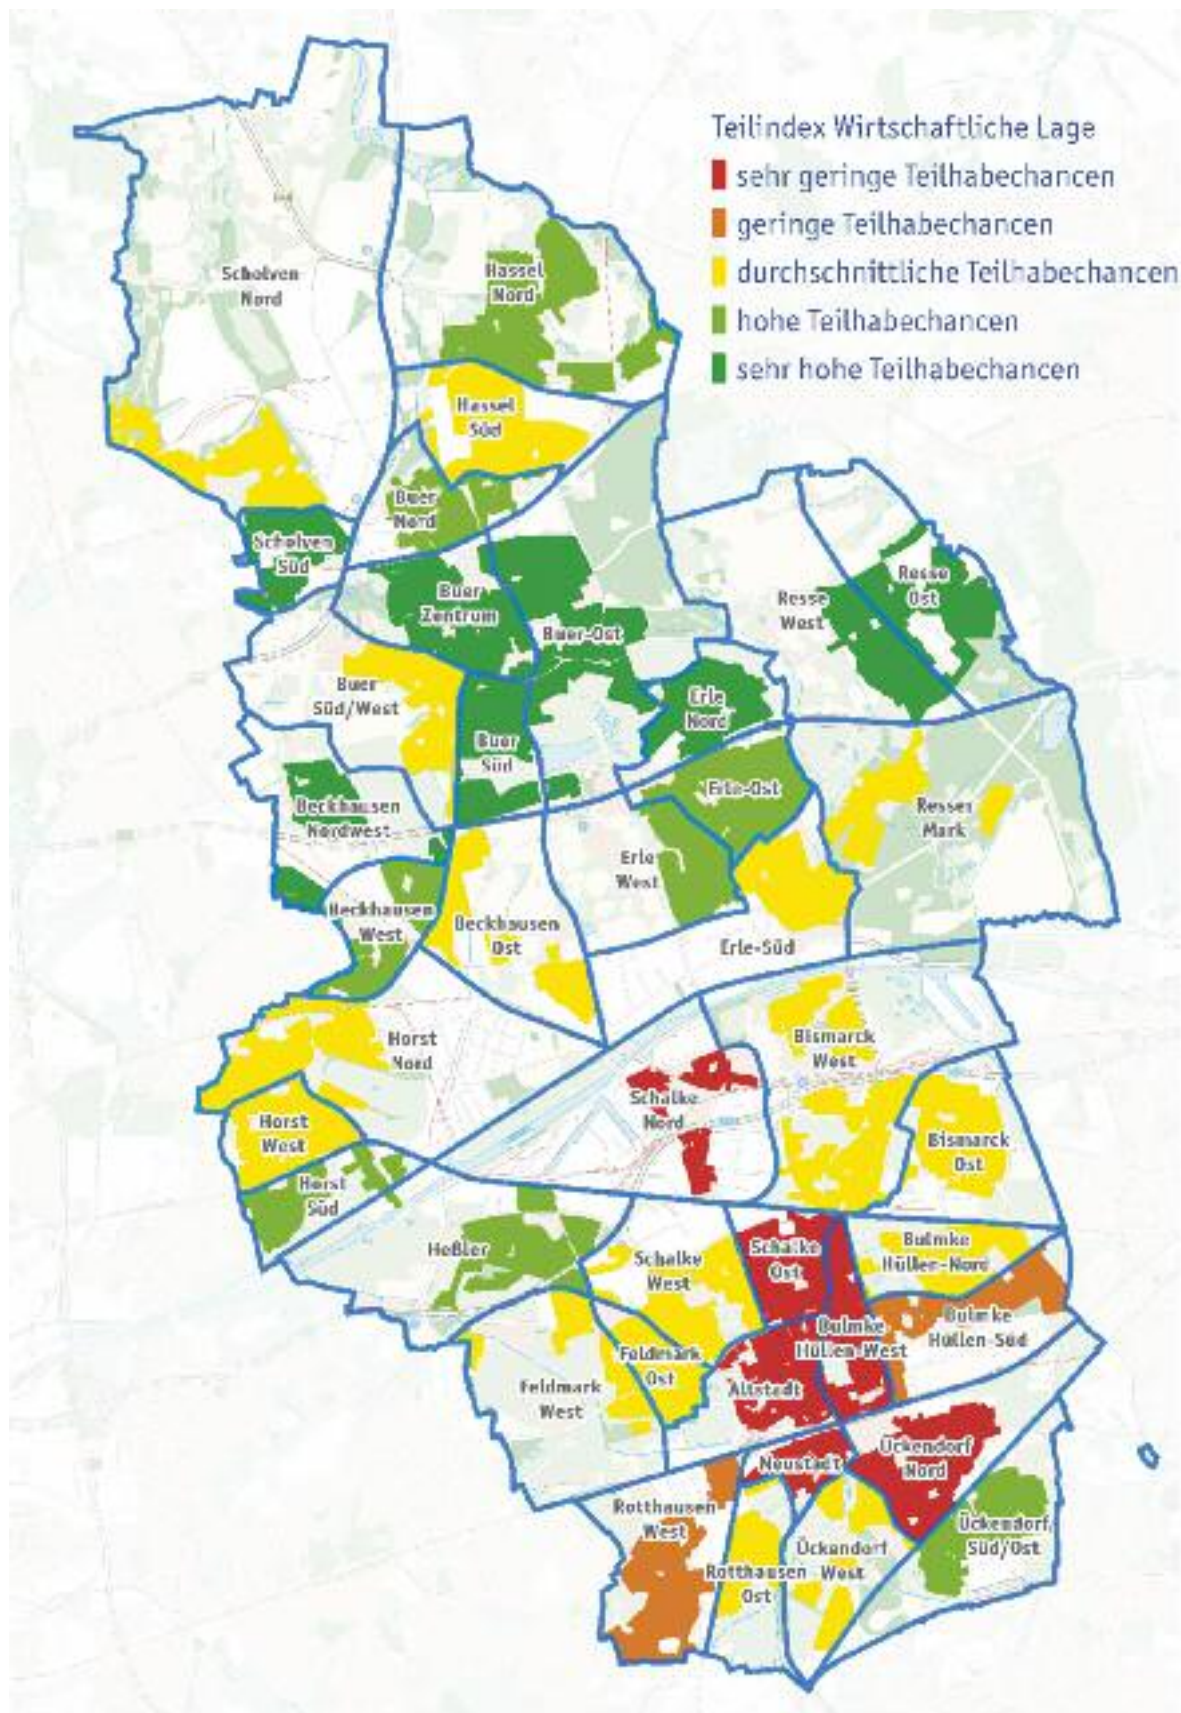 Teilindex Wirtschaftliche Lage
sehr geringe Teilhabechancen
geringe Teilhabechancen
durchschnittliche Teilhabechancen
hohe Teilhabechancen
sehr hohe Teilhabechancen
Scholven
Nord
Hassel
Nord
Hassel
Süd
Buer
Nord
Scholven
Süd
Buer
Zentrum
Buer-Ost
Resse
West
Resse
Ost
Buer
Süd/West
Erle
Nord
Buer
Süd
Erle-Ost
Beckhausen
Nordwest
Resser
Mark
Erle
West
Beckhausen
West
Beckhausen
Ost
Erle-Süd
Horst
Nord
Bismarck
West
Schalke
Nord
Horst
West
Bismarck
Ost
Horst
Süd
Heßler
Schalke
West
Schalke
Ost
Bulmke
Hüllen-Nord
Bulmke
Hüllen-West
Bulmke
Hüllen-Süd
Feldmark
Ost
Feldmark
West
Altstadt
Neustadt
Ückendorf
Nord
Rotthausen
West
Ückendorf
Süd/Ost
Ückendorf
West
Rotthausen
Ost